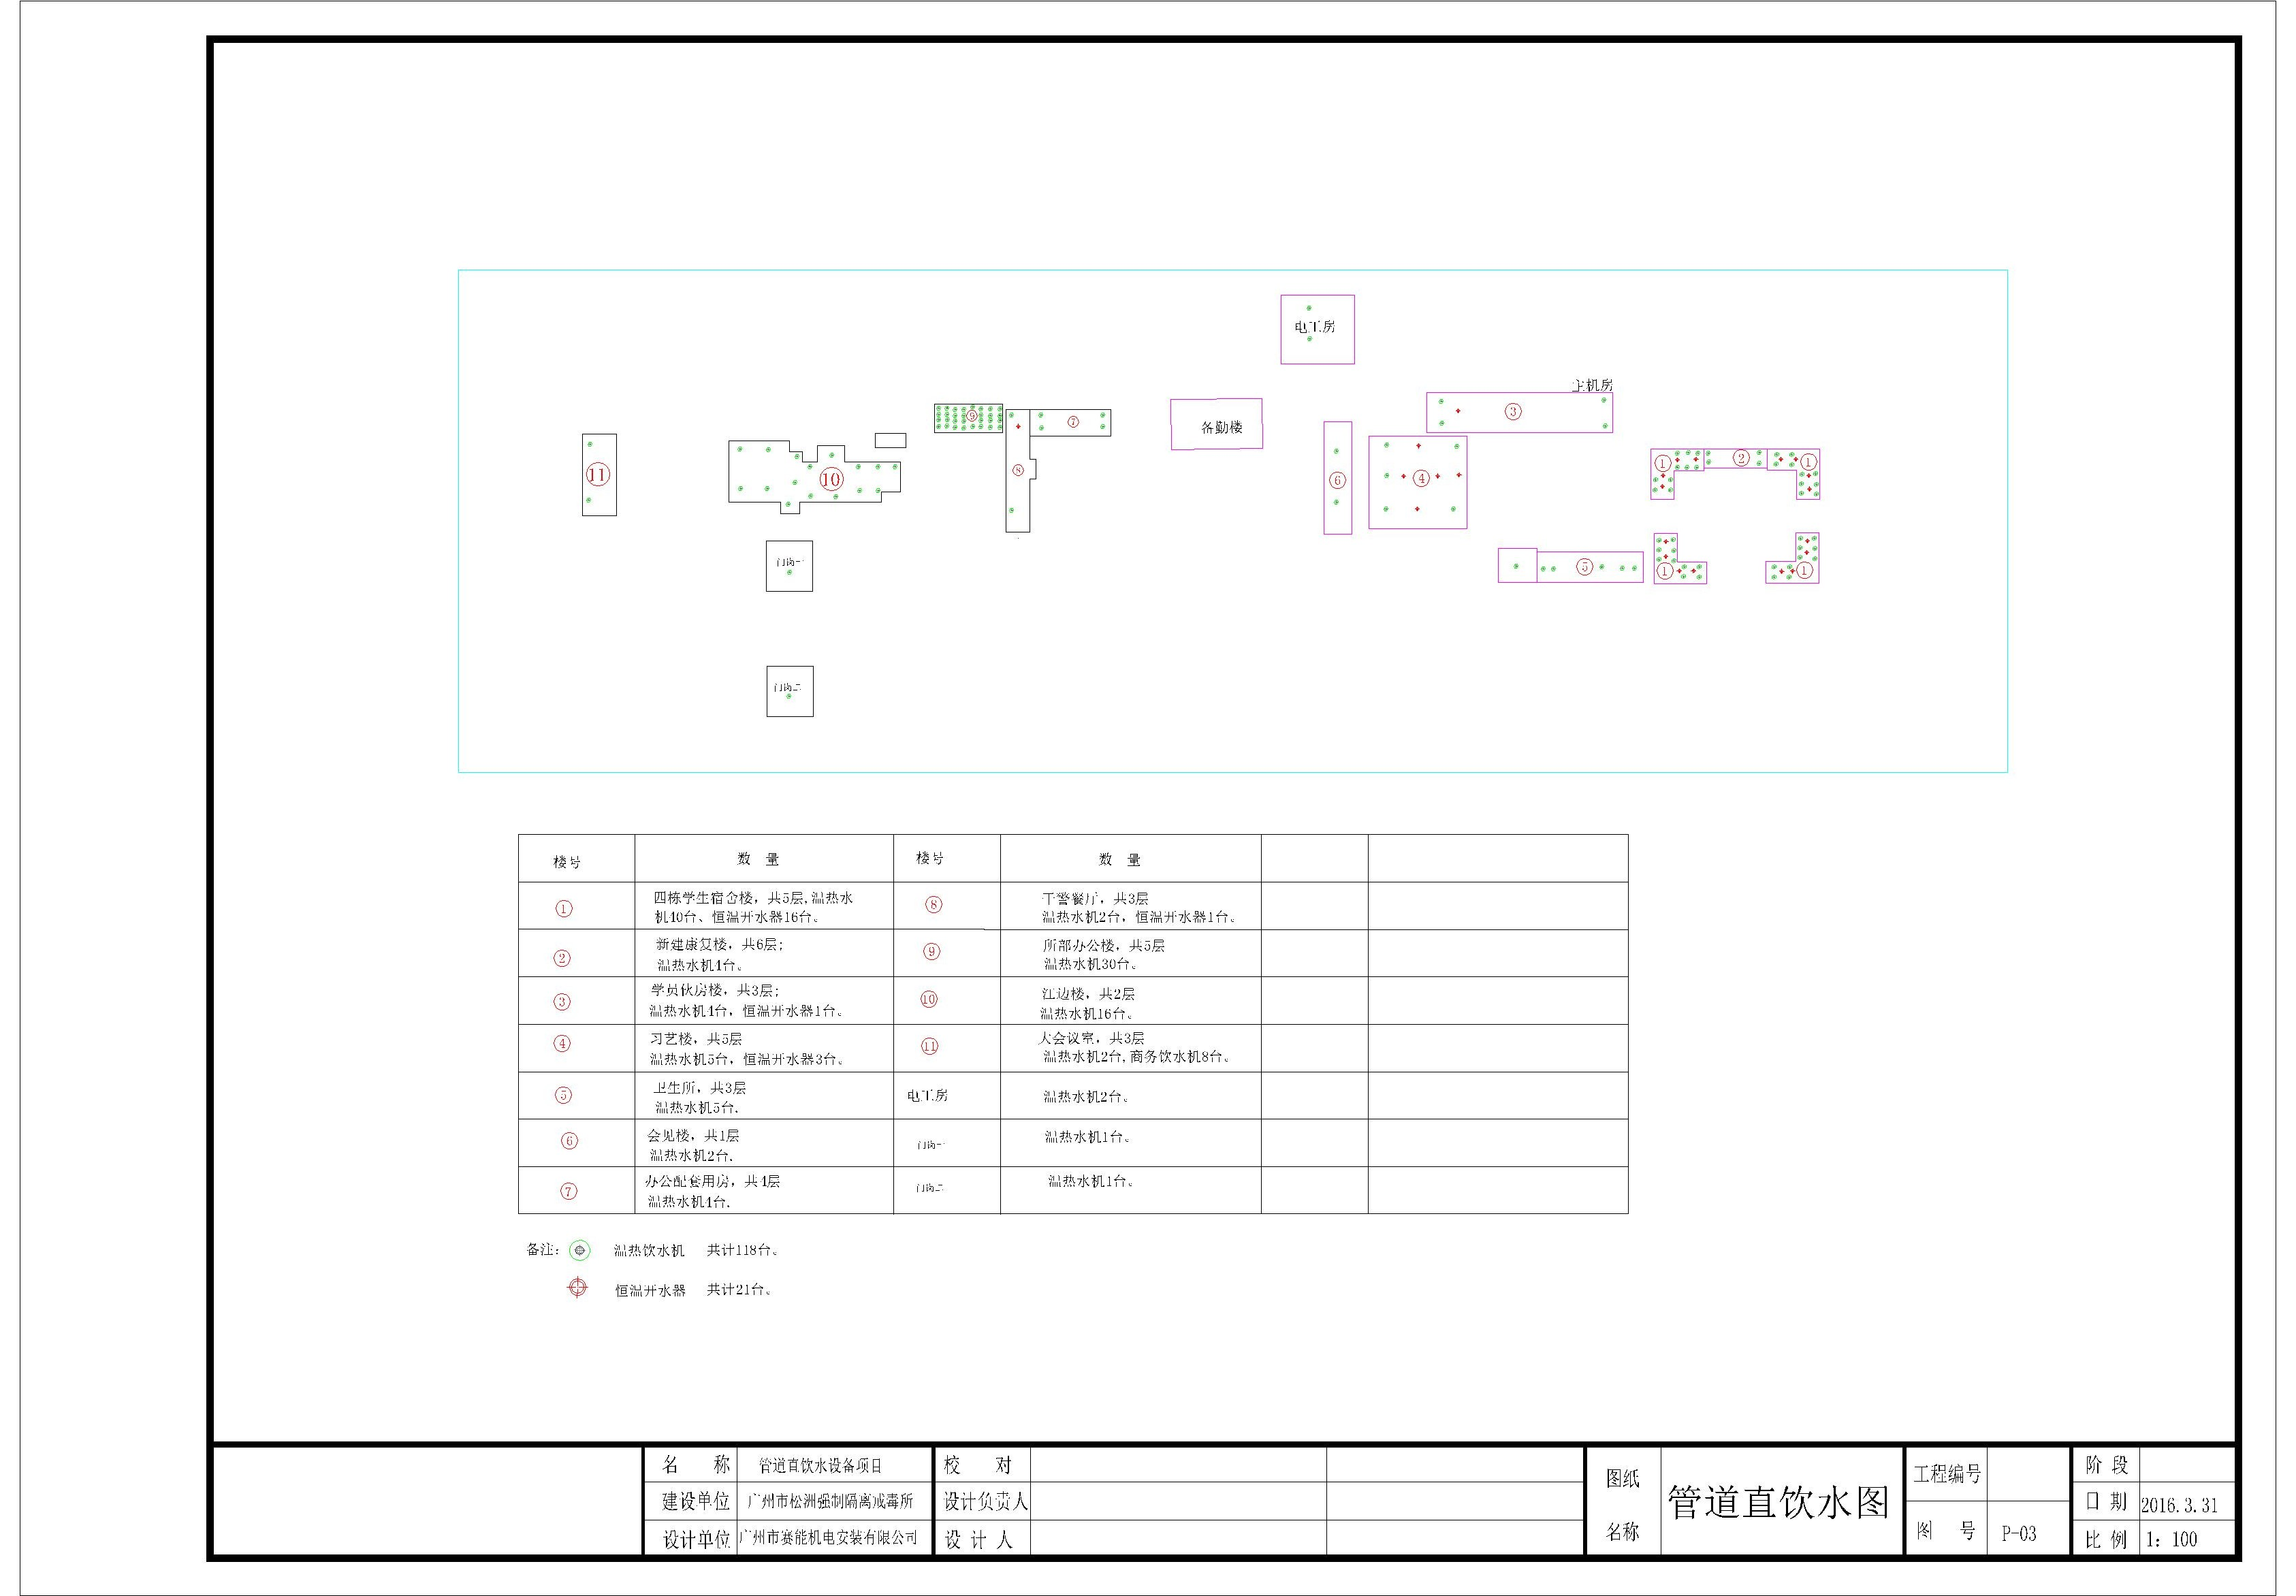 电工房
主机房
⑨
⑦
③
备勤楼
①
②
①
⑪
⑩
⑧
⑥
④
门岗一
⑤
①
①
门岗二
楼号 数 量 楼号 数 量
① 四栋学生宿舍楼，共5层,温热水
机40台、恒温开水器16台。
⑧ 干警餐厅，共3层
温热水机2台，恒温开水器1台。
② 新建康复楼，共6层;
温热水机4台。
⑨ 所部办公楼，共5层
温热水机30台。
③ 学员伙房楼，共3层;
温热水机4台，恒温开水器1台。
⑩ 江边楼，共2层
温热水机16台。
④ 习艺楼，共5层
温热水机5台，恒温开水器3台。
⑪ 大会议室，共3层
温热水机2台,商务饮水机8台。
⑤ 卫生所，共3层
温热水机5台.
电工房 温热水机2台。
⑥ 会见楼，共1层
温热水机2台.
门岗一 温热水机1台。
⑦ 办公配套用房，共4层
温热水机4台.
门岗二 温热水机1台。
备注: 温热饮水机 共计118台。
恒温开水器 共计21台。
名 称 管道直饮水设备项目
建设单位 广州市松洲强制隔离戒毒所
设计单位 广州市赛能机电安装有限公司
校 对
设计负责人
设 计 人
图纸
名称
管道直饮水图
工程编号
图 号 P-03
阶 段
日 期 2016.3.31
比 例 1: 100